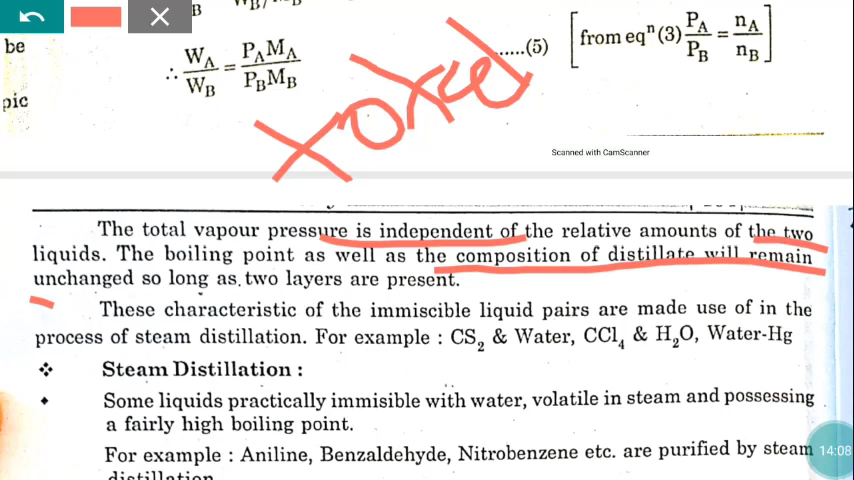 B
be
∴ W_A/W_B = P_A M_A/P_B M_B .....(5) [from eqⁿ (3) P_A/P_B = n_A/n_B]
pic
Scanned with CamScanner
The total vapour pressure is independent of the relative amounts of the two
liquids. The boiling point as well as the composition of distillate will remain
unchanged so long as two layers are present.
These characteristic of the immiscible liquid pairs are made use of in the
process of steam distillation. For example : CS₂ & Water, CCl₄ & H₂O, Water-Hg
❖ Steam Distillation :
♦ Some liquids practically immisible with water, volatile in steam and possessing
a fairly high boiling point.
For example : Aniline, Benzaldehyde, Nitrobenzene etc. are purified by steam
distillation
14:08